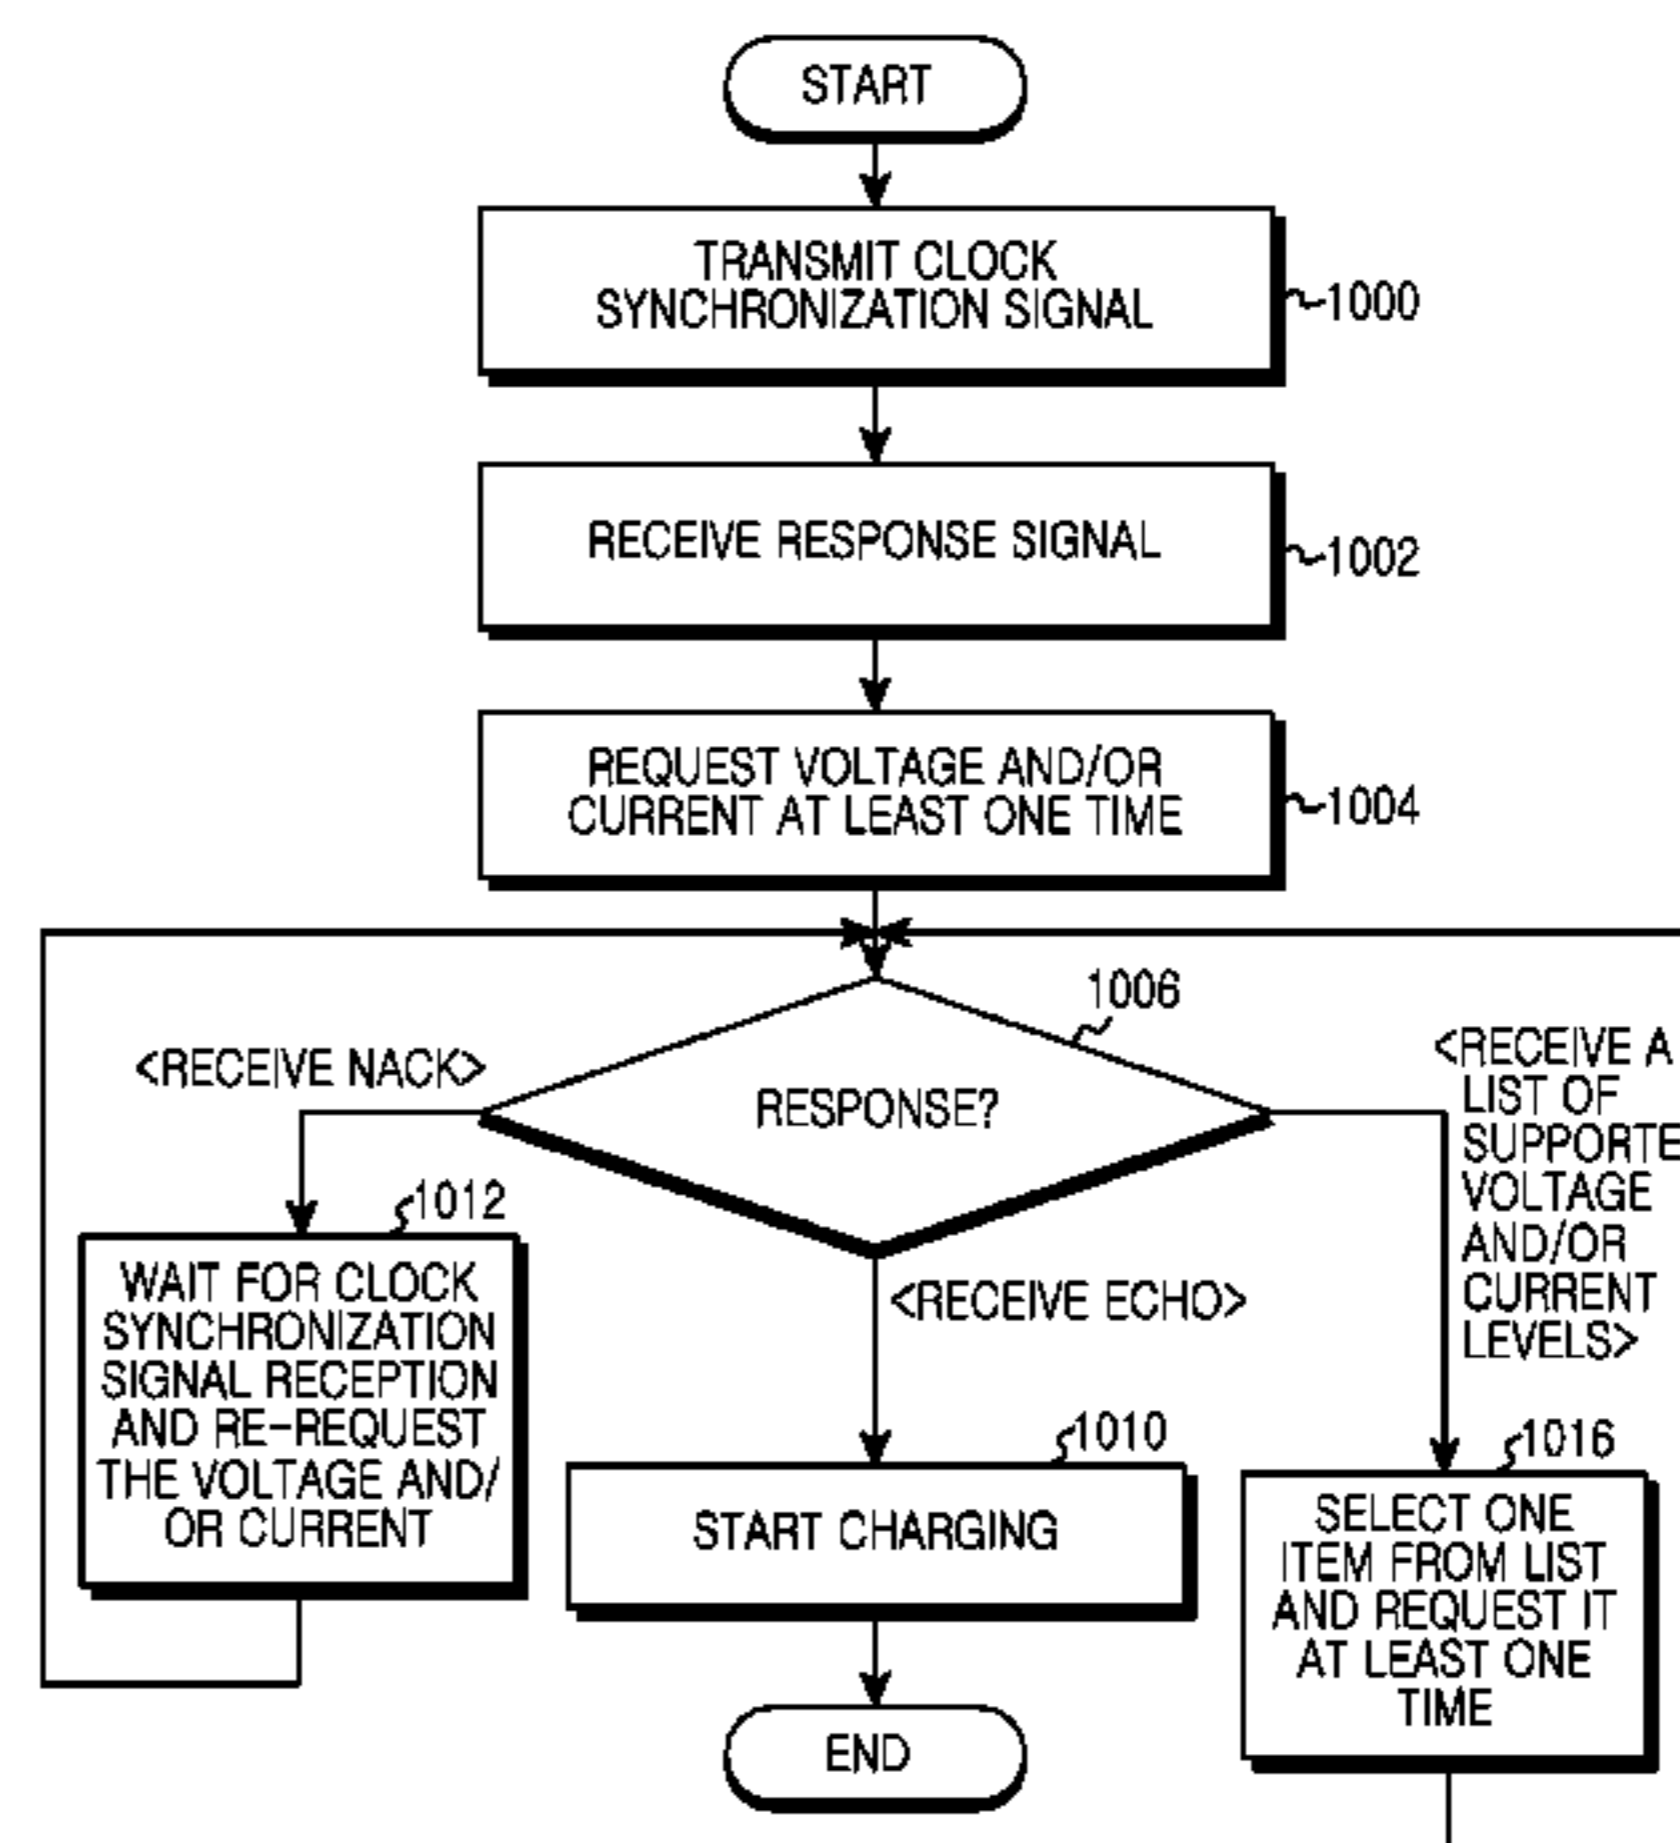 START
TRANSMIT CLOCK
SYNCHRONIZATION SIGNAL
1000
RECEIVE RESPONSE SIGNAL
1002
REQUEST VOLTAGE AND/OR
CURRENT AT LEAST ONE TIME
1004
1006
RESPONSE?
<RECEIVE NACK>
1012
WAIT FOR CLOCK
SYNCHRONIZATION
SIGNAL RECEPTION
AND RE-REQUEST
THE VOLTAGE AND/
OR CURRENT
<RECEIVE ECHO>
1010
START CHARGING
END
<RECEIVE A
LIST OF
SUPPORTE
VOLTAGE
AND/OR
CURRENT
LEVELS>
1016
SELECT ONE
ITEM FROM LIST
AND REQUEST IT
AT LEAST ONE
TIME